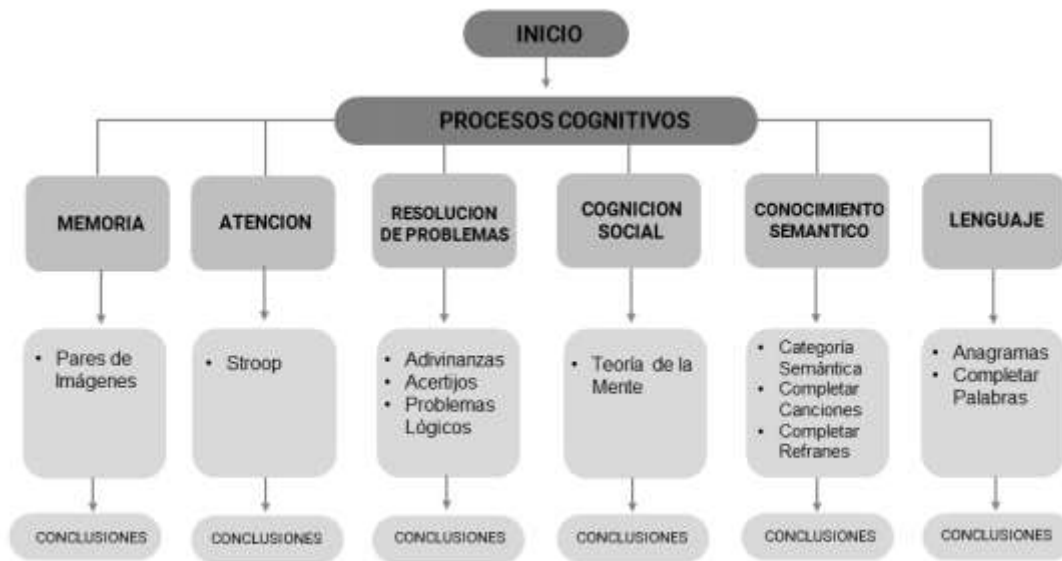 INICIO
PROCESOS COGNITIVOS
MEMORIA
ATENCION
RESOLUCION
DE PROBLEMAS
COGNICION
SOCIAL
CONOCIMIENTO
SEMANTICO
LENGUAJE
• Pares de
Imágenes
• Stroop
• Adivinanzas
• Acertijos
• Problemas
Lógicos
• Teoría de la
Mente
• Categoría
Semántica
• Completar
Canciones
• Completar
Refranes
• Anagramas
• Completar
Palabras
CONCLUSIONES
CONCLUSIONES
CONCLUSIONES
CONCLUSIONES
CONCLUSIONES
CONCLUSIONES